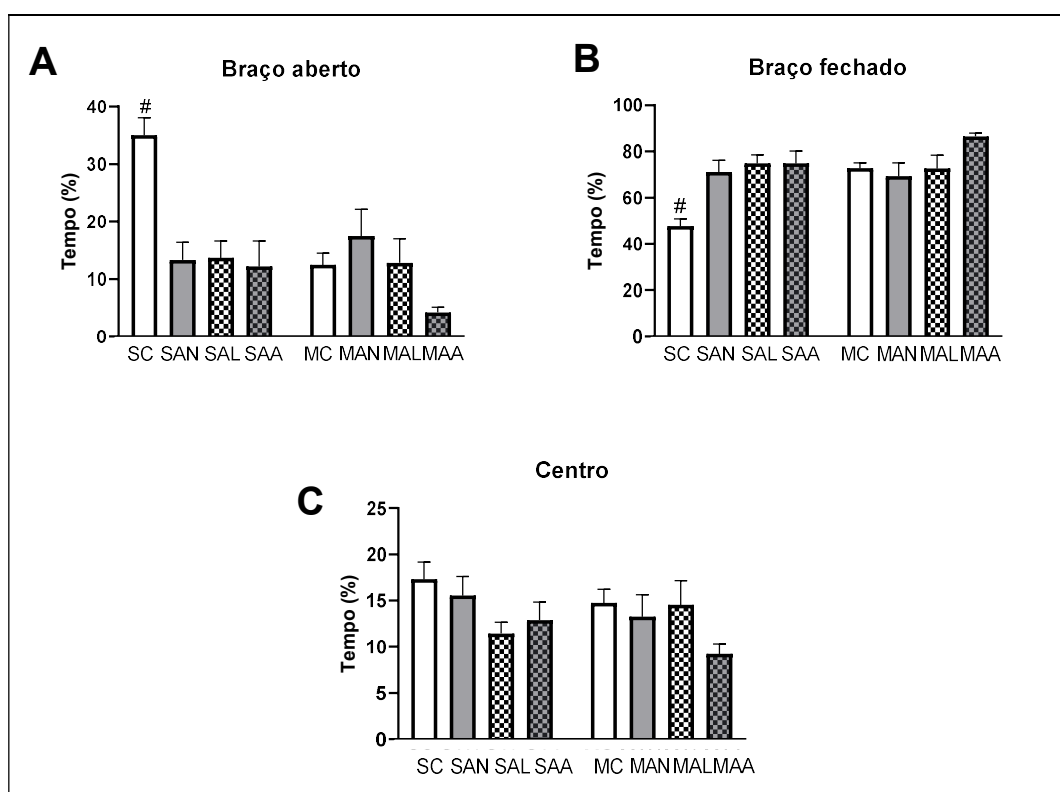 A
Braço aberto
Tempo (%)
40
30
20
10
0
#
SC SAN SAL SAA MC MAN MAL MAA
B
Braço fechado
Tempo (%)
100
80
60
40
20
0
#
SC SAN SAL SAA MC MAN MAL MAA
C
Centro
Tempo (%)
25
20
15
10
5
0
SC SAN SAL SAA MC MAN MAL MAA